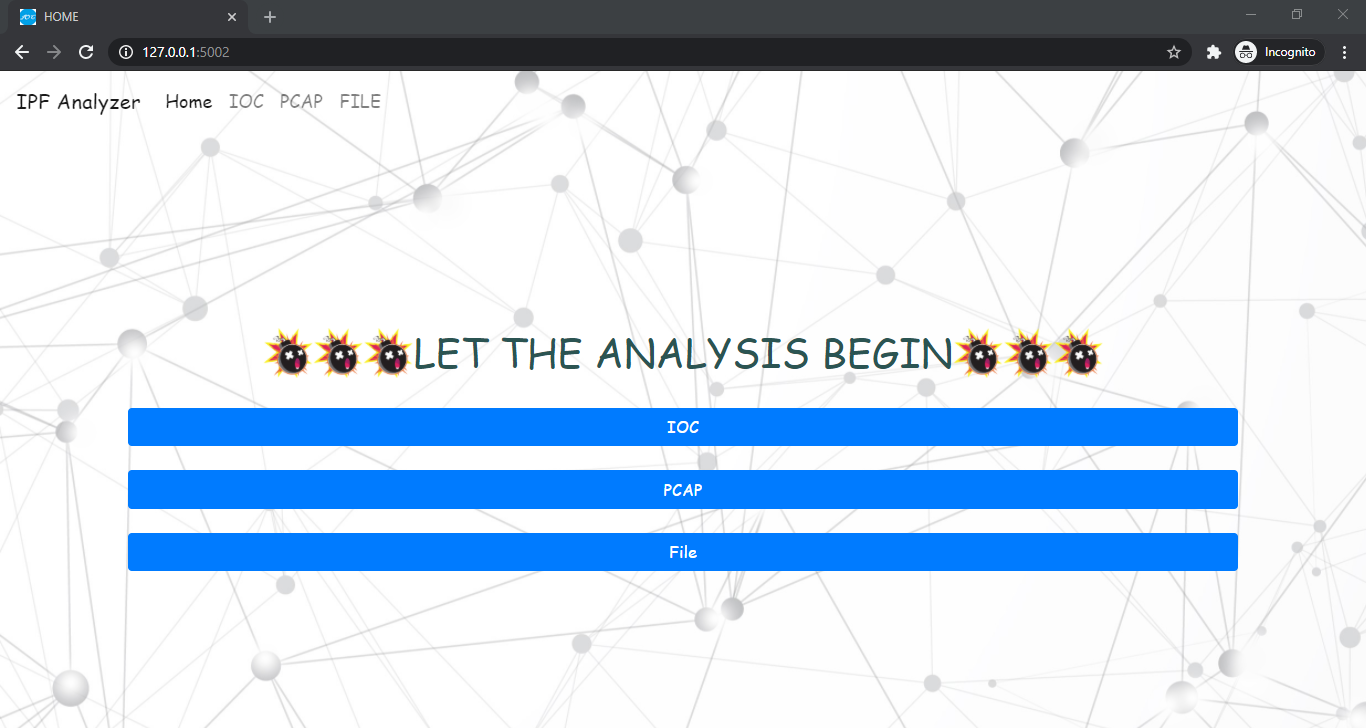 HOME
127.0.0.1:5002
Incognito
IPF Analyzer Home IOC PCAP FILE
LET THE ANALYSIS BEGIN
IOC
PCAP
File